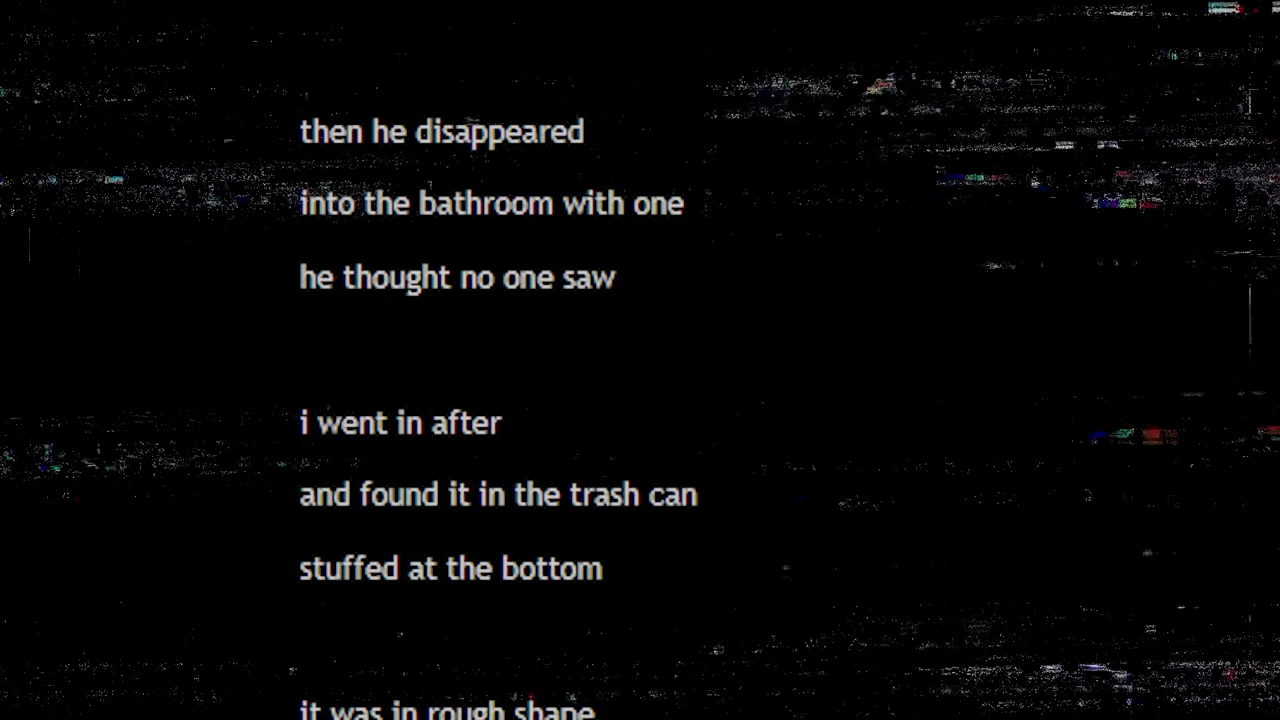 then he disappeared
into the bathroom with one
he thought no one saw
i went in after
and found it in the trash can
stuffed at the bottom
it was in rough shape